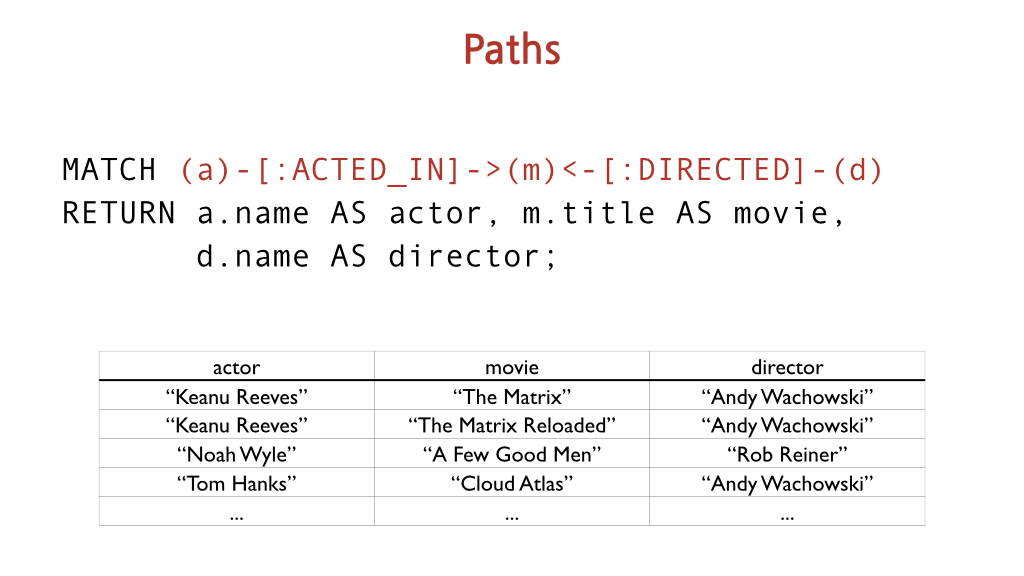 Paths
MATCH (a)-[:ACTED_IN]->(m)<-[:DIRECTED]-(d)
RETURN a.name AS actor, m.title AS movie,
d.name AS director;
actor movie director
“Keanu Reeves” “The Matrix” “Andy Wachowski”
“Keanu Reeves” “The Matrix Reloaded” “Andy Wachowski”
“Noah Wyle” “A Few Good Men” “Rob Reiner”
“Tom Hanks” “Cloud Atlas” “Andy Wachowski”
... ... ...